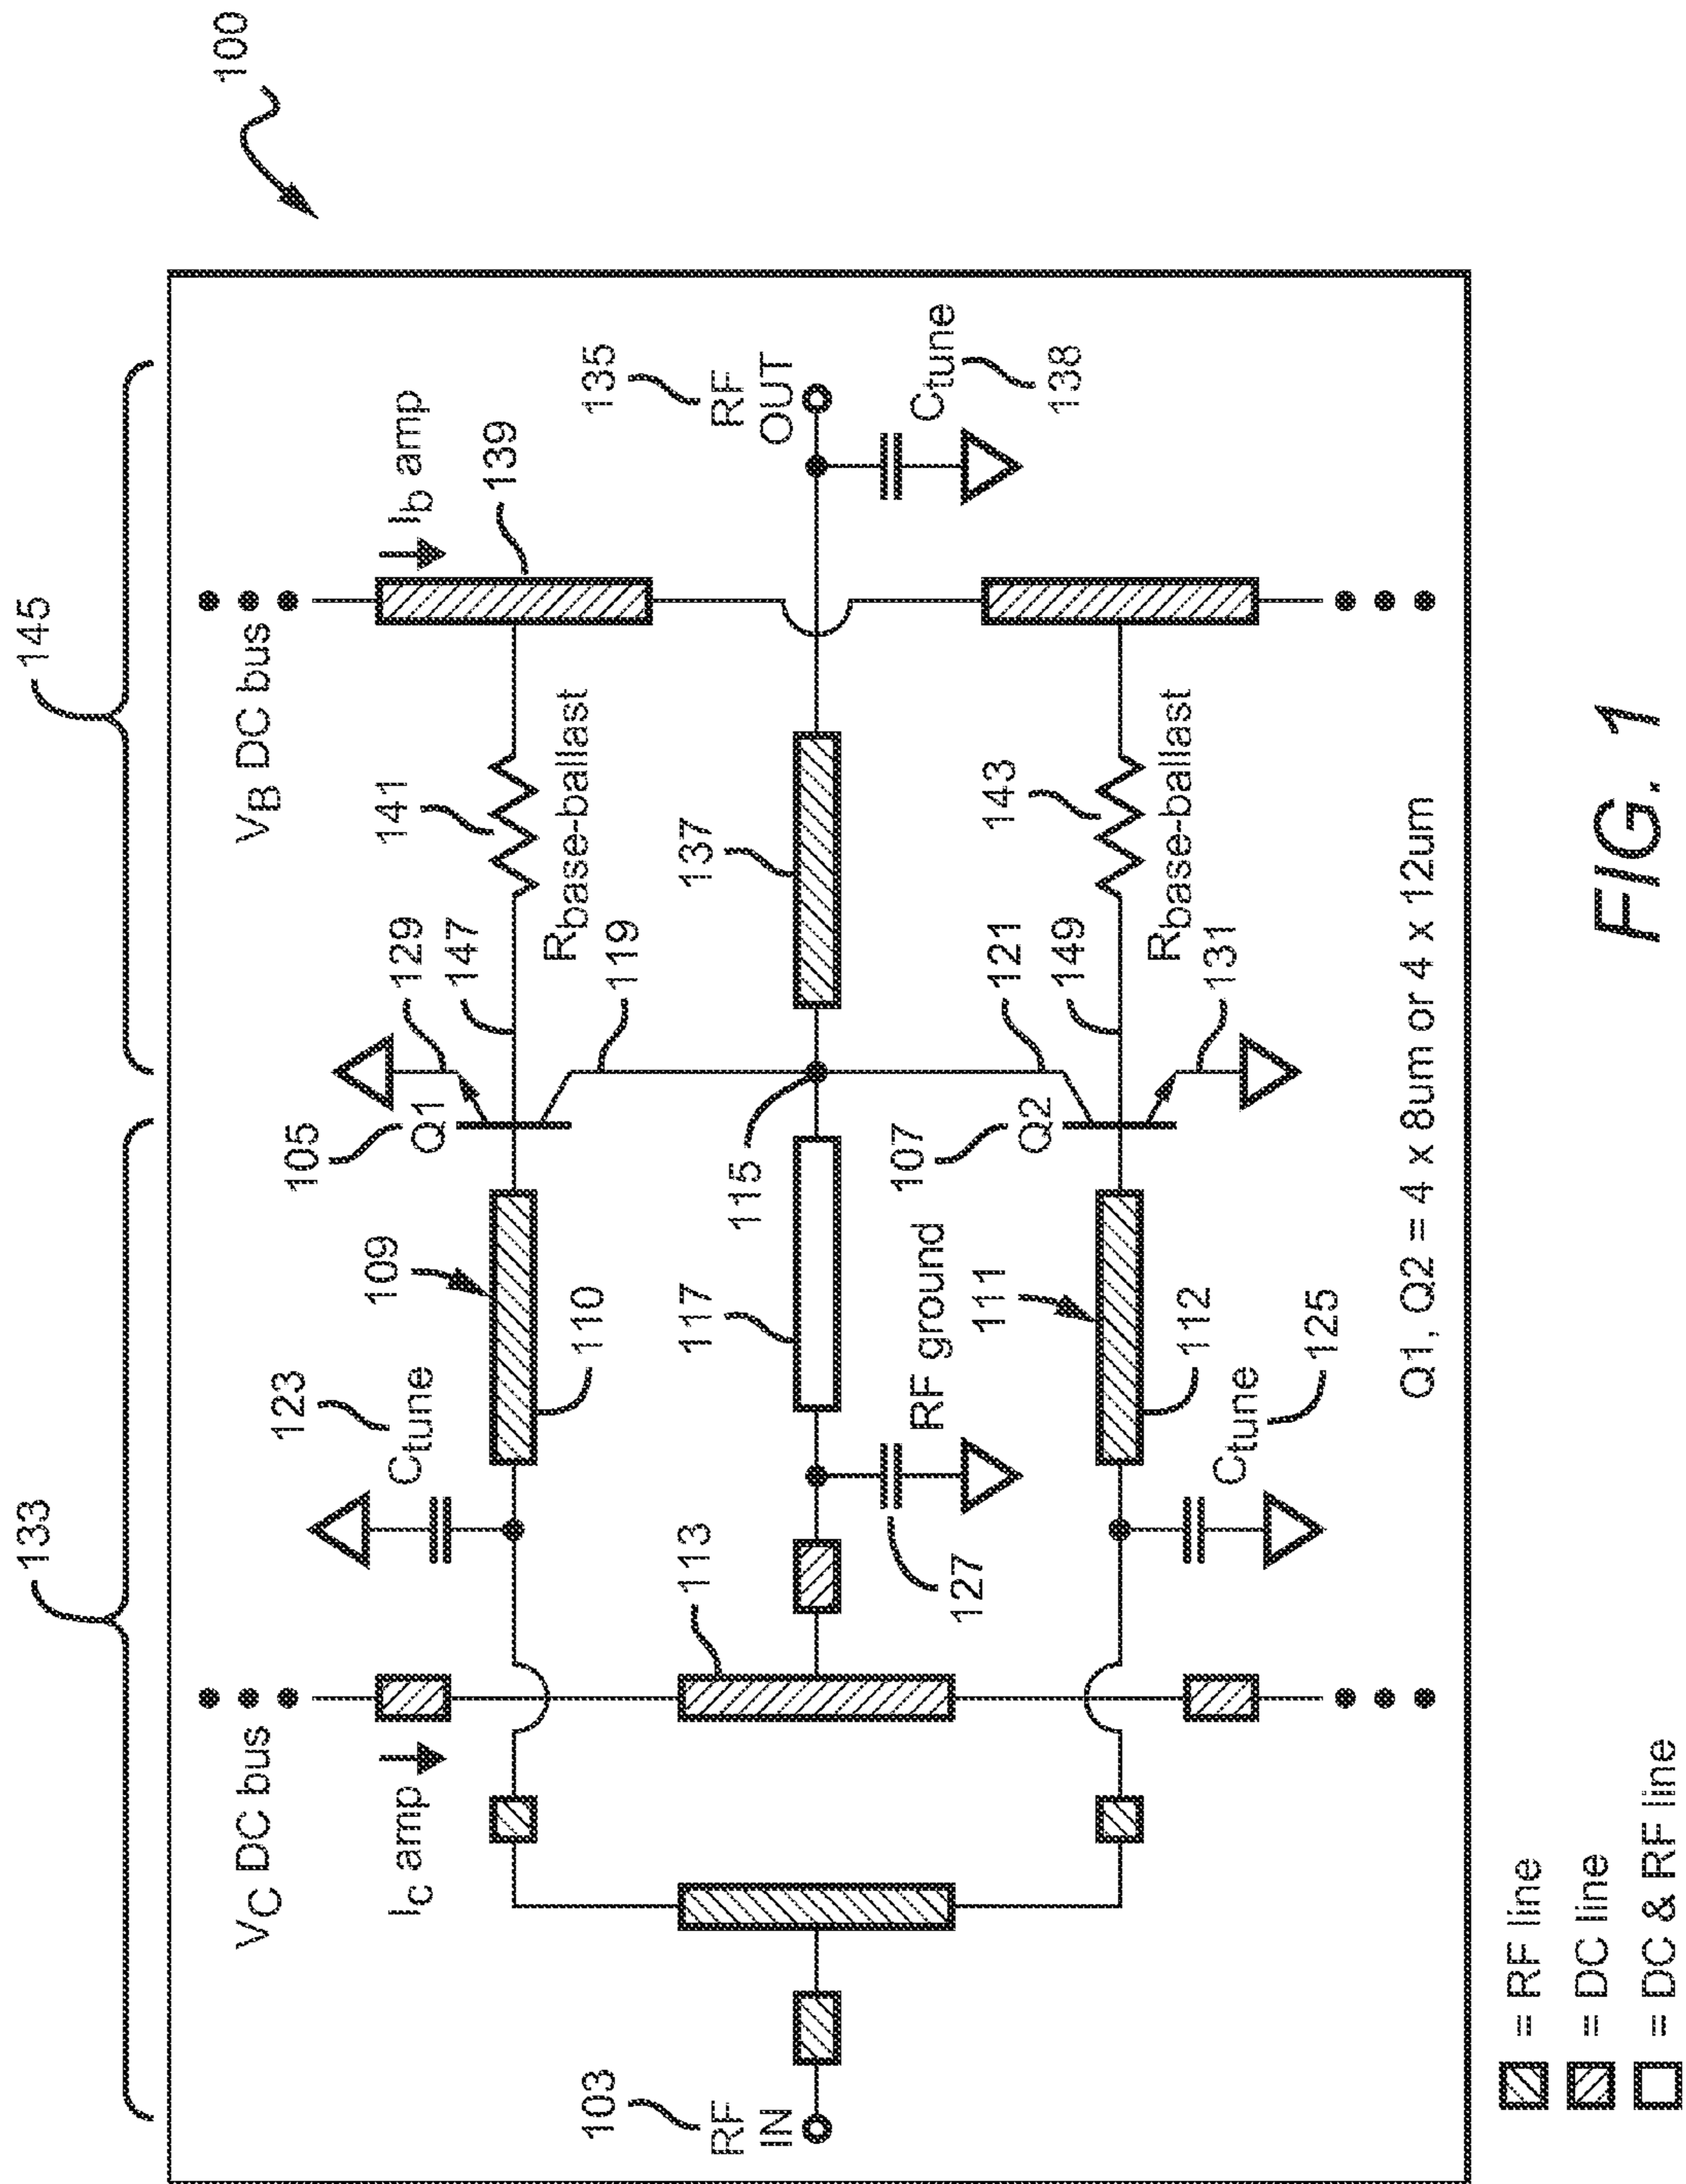 100
133
145
VC DC bus
VB DC bus
IC amp
Ib amp
123
Ctune
105
Q1
129
147
141
Rbase-ballast
139
109
110
119
103
RF
IN
113
117
115
137
135
RF
OUT
127
RF ground
Ctune
138
107
Q2
121
149
143
Rbase-ballast
111
112
131
Ctune
125
Q1, Q2 = 4 x 8um or 4 x 12um
= RF line
= DC line
= DC & RF line
FIG. 1